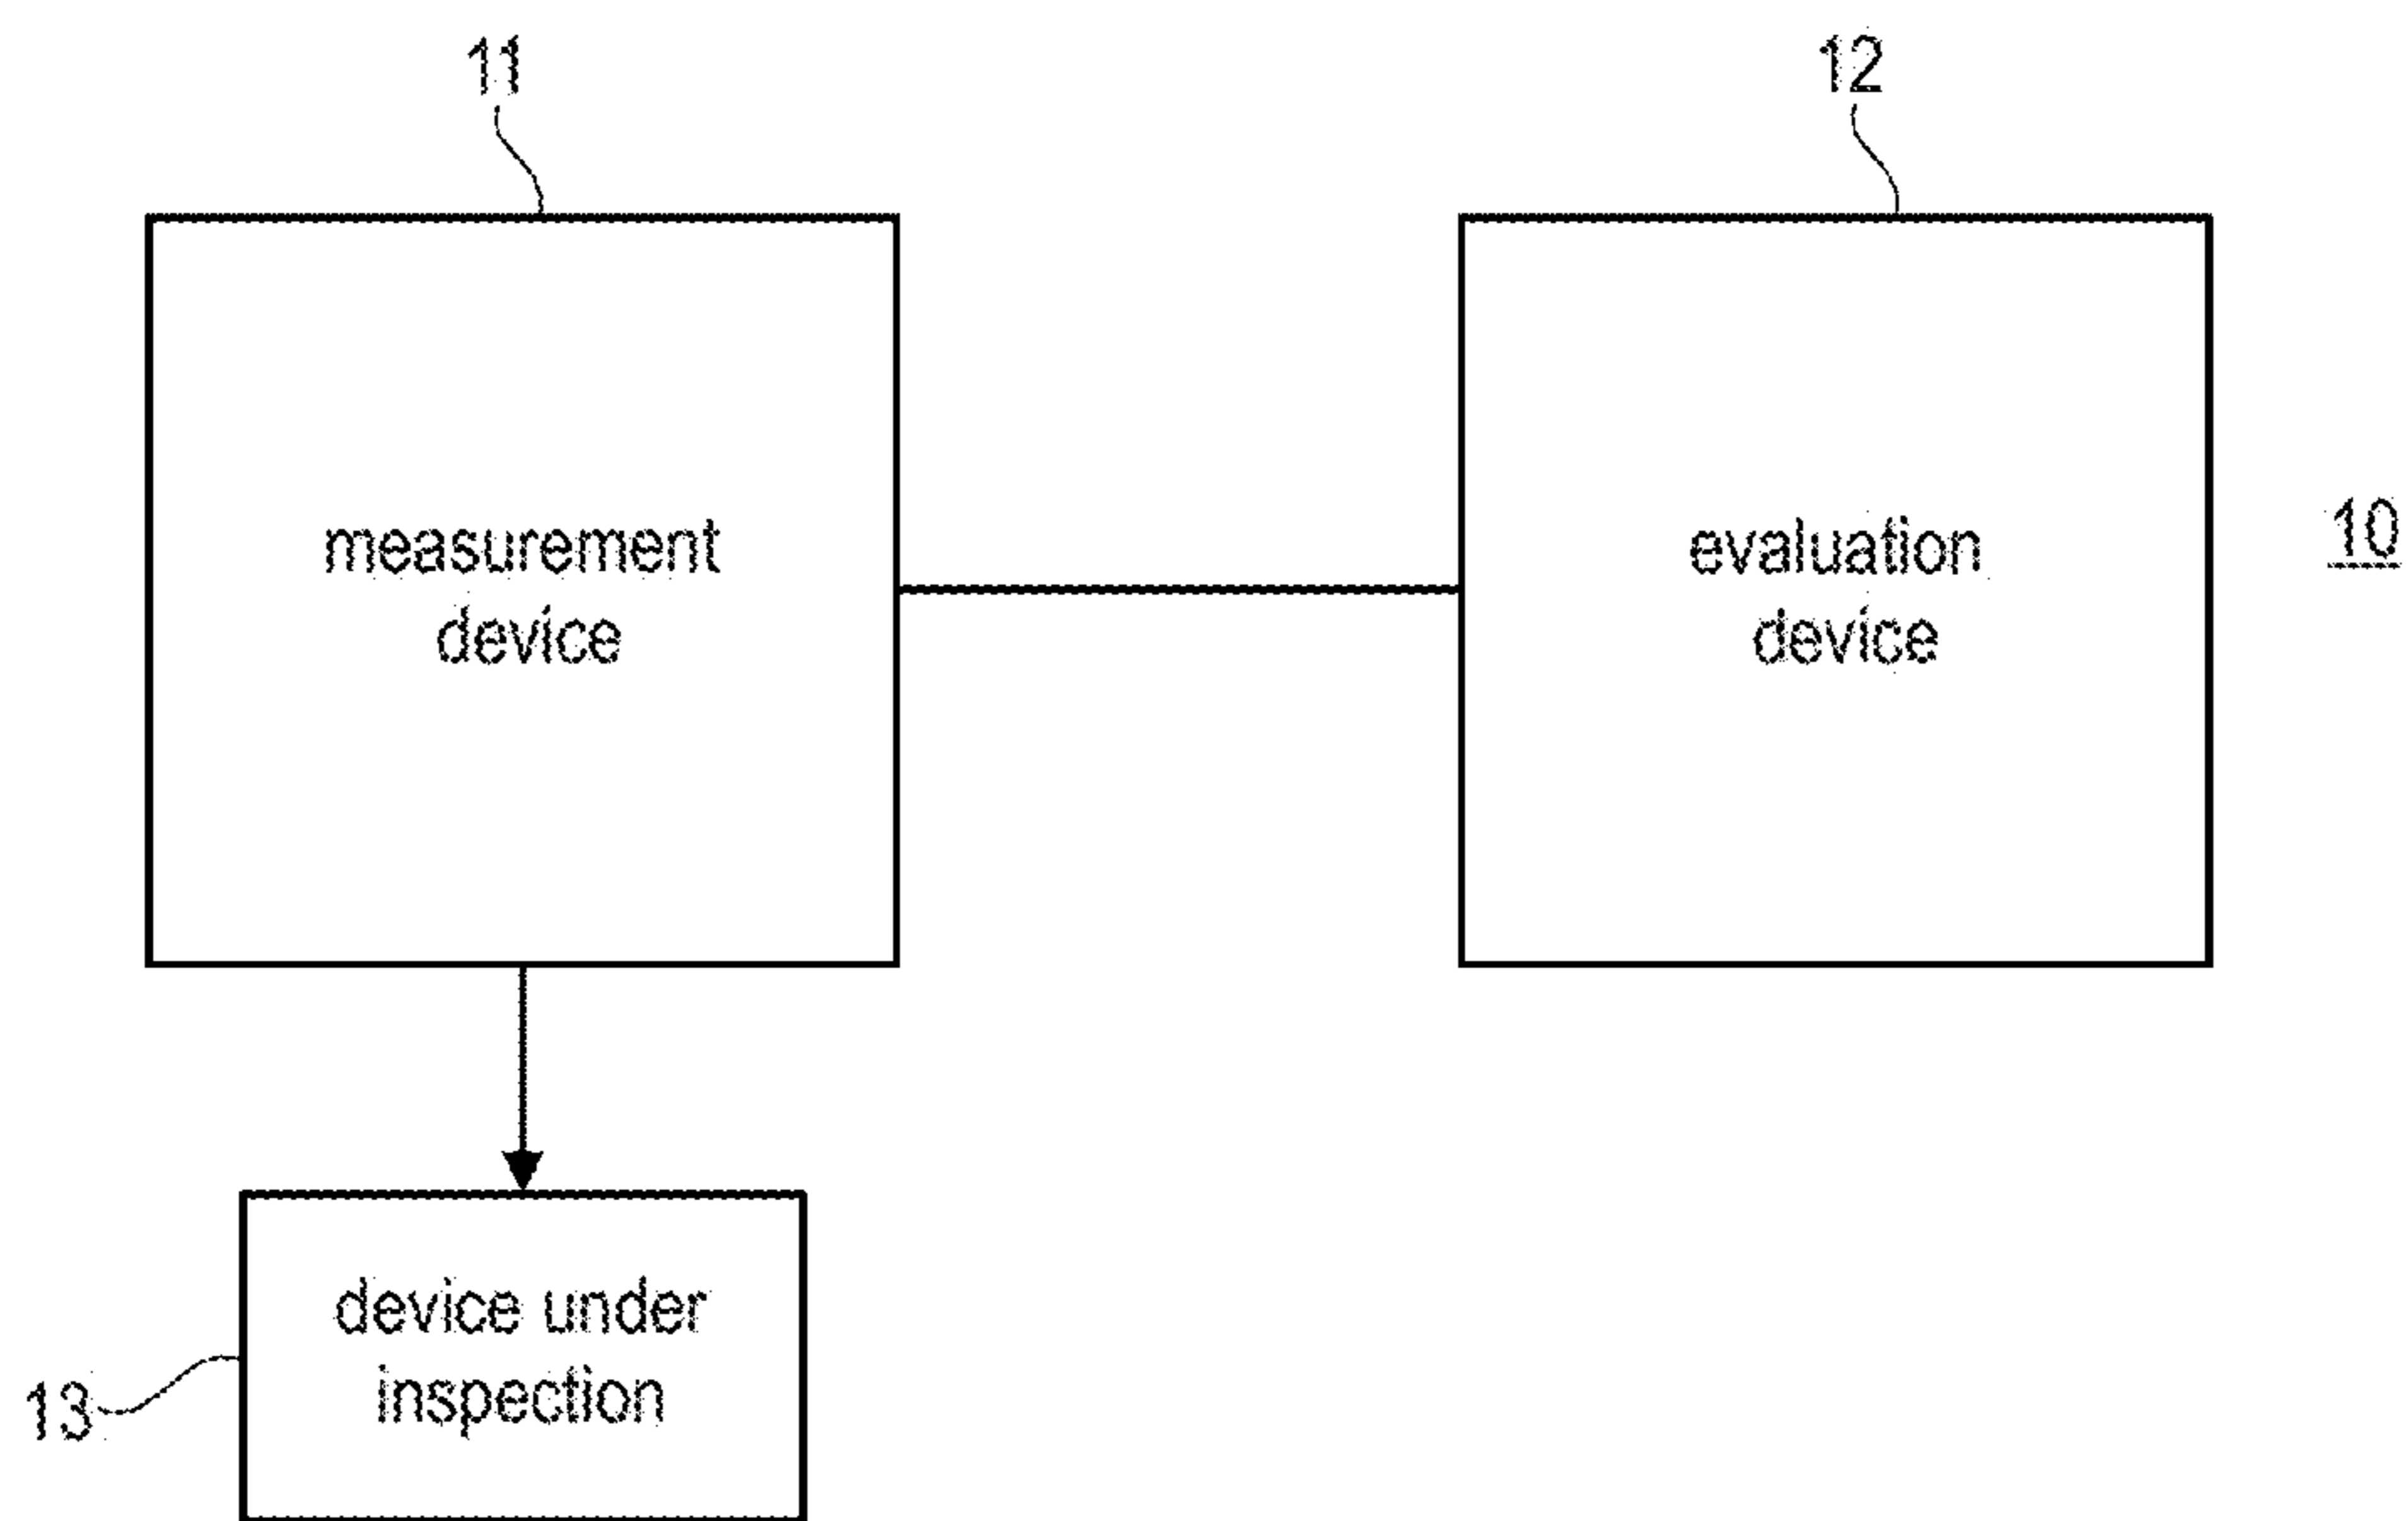 11
12
measurement
device
evaluation
device
10
device under
inspection
13